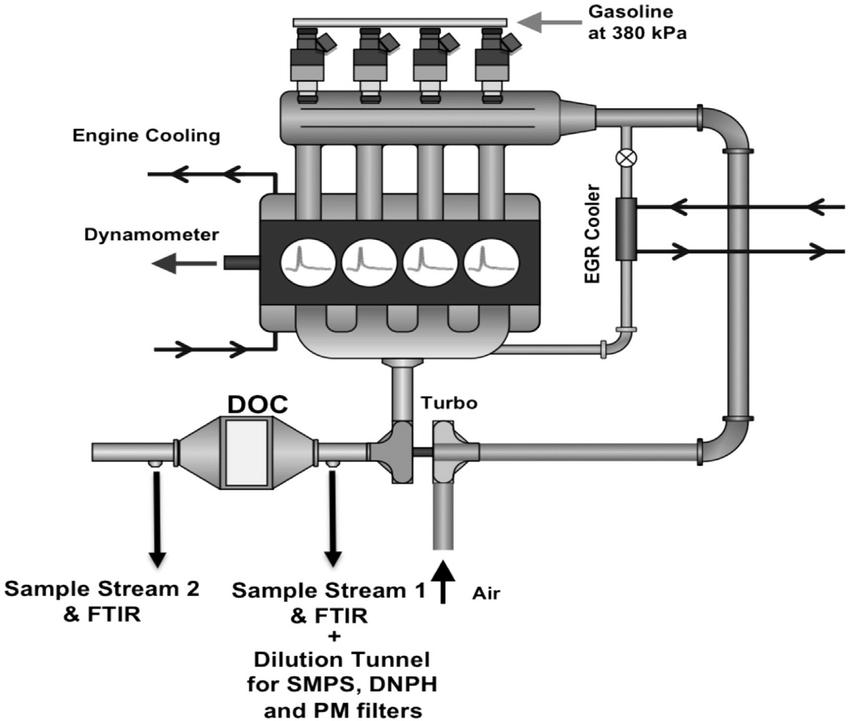 Gasoline
at 380 kPa
Engine Cooling
EGR Cooler
Dynamometer
DOC
Turbo
Sample Stream 2
& FTIR
Sample Stream 1
& FTIR
+
Dilution Tunnel
for SMPS, DNPH
and PM filters
Air